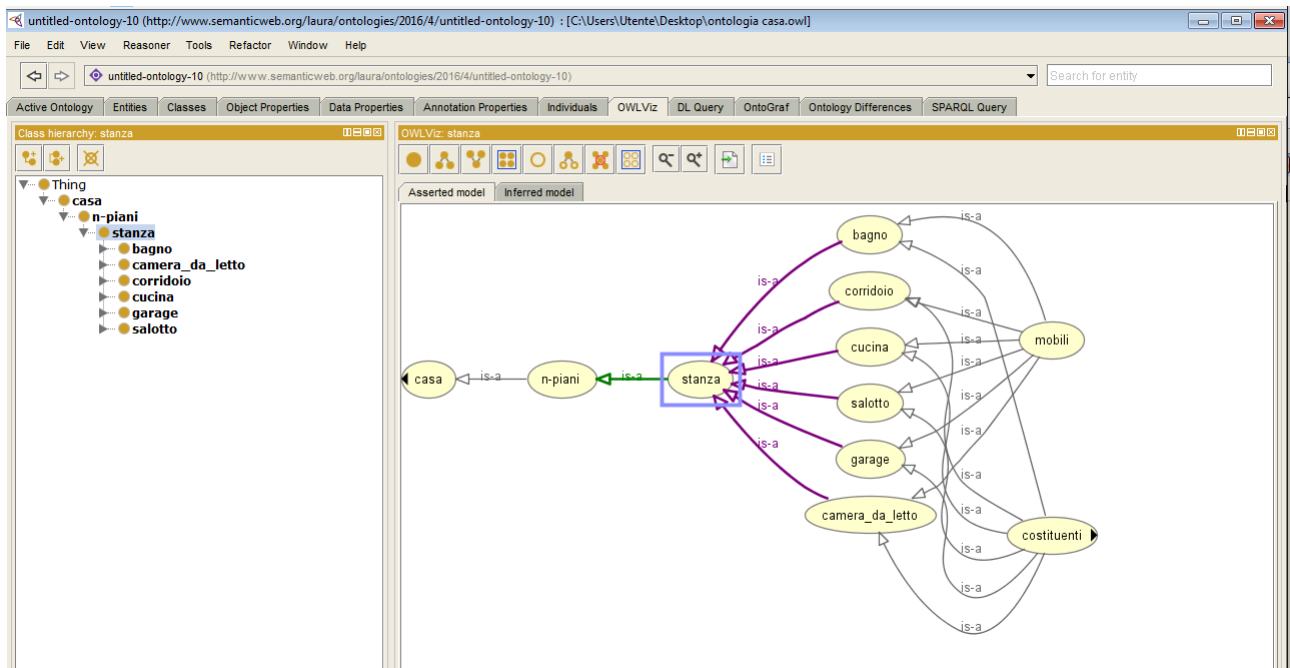 untitled-ontology-10 (http://www.semanticweb.org/laura/ontologies/2016/4/untitled-ontology-10) : [C:\Users\Utente\Desktop\ontologia casa.owl]
File Edit View Reasoner Tools Refactor Window Help
untitled-ontology-10 (http://www.semanticweb.org/laura/ontologies/2016/4/untitled-ontology-10)
Search for entity
Active Ontology Entities Classes Object Properties Data Properties Annotation Properties Individuals OWLViz DL Query OntoGraf Ontology Differences SPARQL Query
Class hierarchy: stanza
Thing
casa
n-piani
stanza
bagno
camera_da_letto
corridoio
cucina
garage
salotto
OWLViz: stanza
Asserted model Inferred model
is-a
bagno
is-a
is-a
corridoio
is-a
is-a
mobili
cucina
is-a
is-a
is-a
casa
is-a
n-piani
is-a
stanza
is-a
is-a
salotto
is-a
is-a
is-a
garage
is-a
is-a
camera_da_letto
costituenti
is-a
is-a
is-a